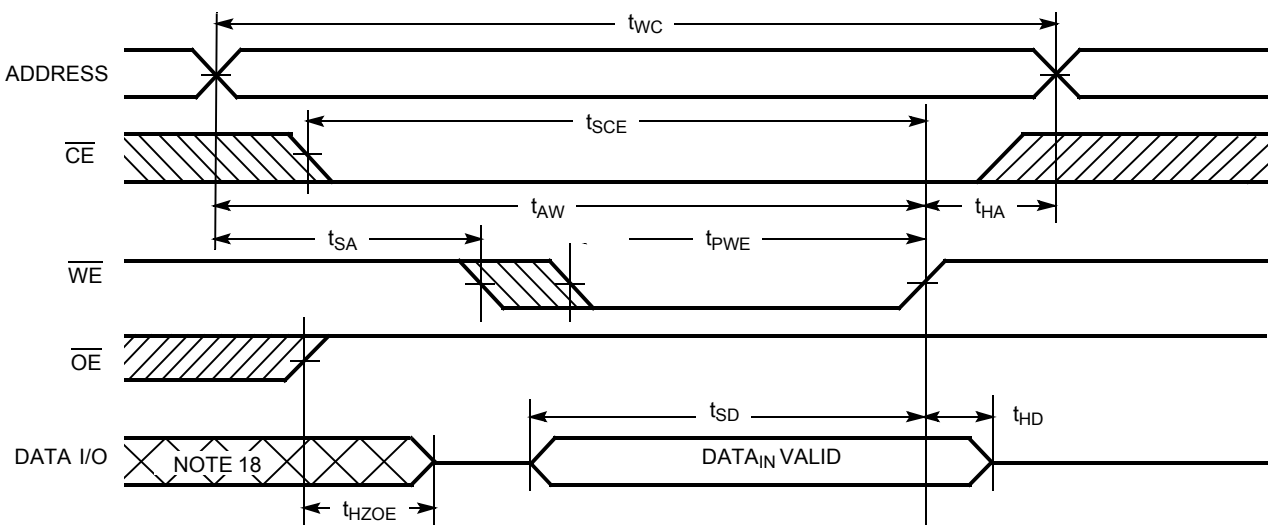 tWC
ADDRESS
tSCE
CE
tAW
tHA
tSA
tPWE
WE
OE
tSD
tHD
DATA I/O
NOTE 18
DATAIN VALID
tHZOE